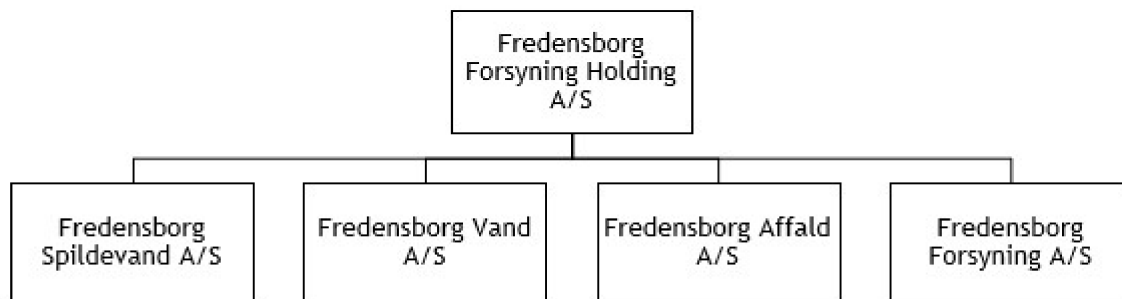 Fredensborg
Forsyning Holding
A/S
Fredensborg
Spildevand A/S
Fredensborg Vand
A/S
Fredensborg Affald
A/S
Fredensborg
Forsyning A/S